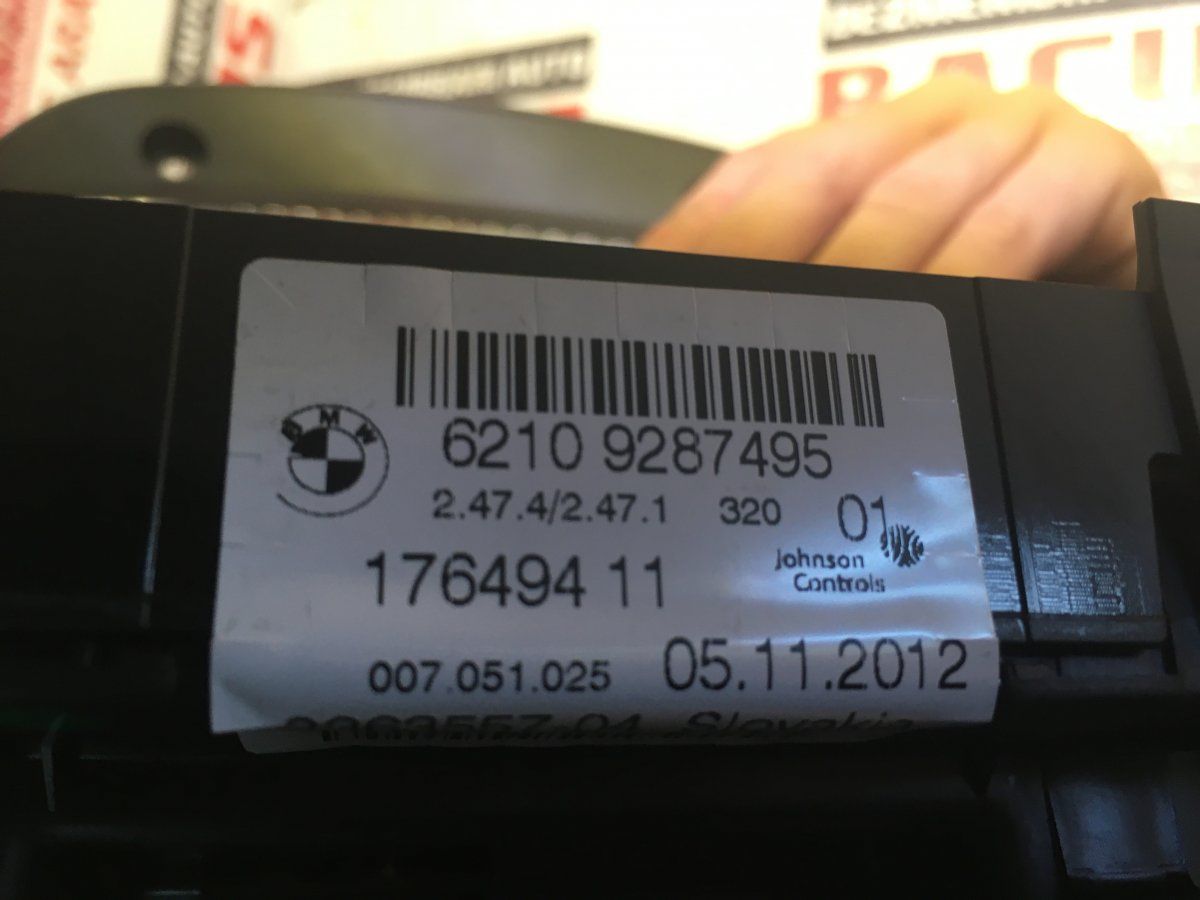 BMW
6210 9287495
2.47.4/2.47.1 320 01
Johnson
Controls
176494 11
007.051.025 05.11.2012
Slovakia